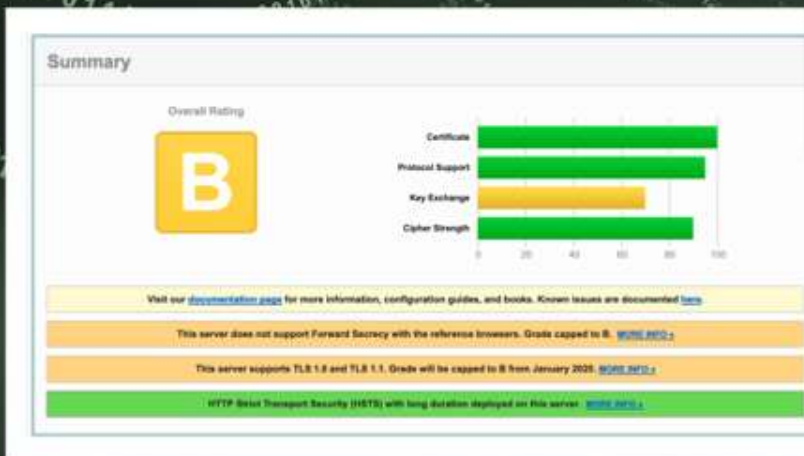 Summary
Overall Rating
B
Certificate
Protocol Support
Key Exchange
Cipher Strength
0 20 40 60 80 100
Visit our documentation page for more information, configuration guides, and books. Known issues are documented here.
This server does not support Forward Secrecy with the reference browsers. Grade capped to B. MORE INFO »
This server supports TLS 1.0 and TLS 1.1. Grade will be capped to B from January 2020. MORE INFO »
HTTP Strict Transport Security (HSTS) with long duration deployed on this server. MORE INFO »